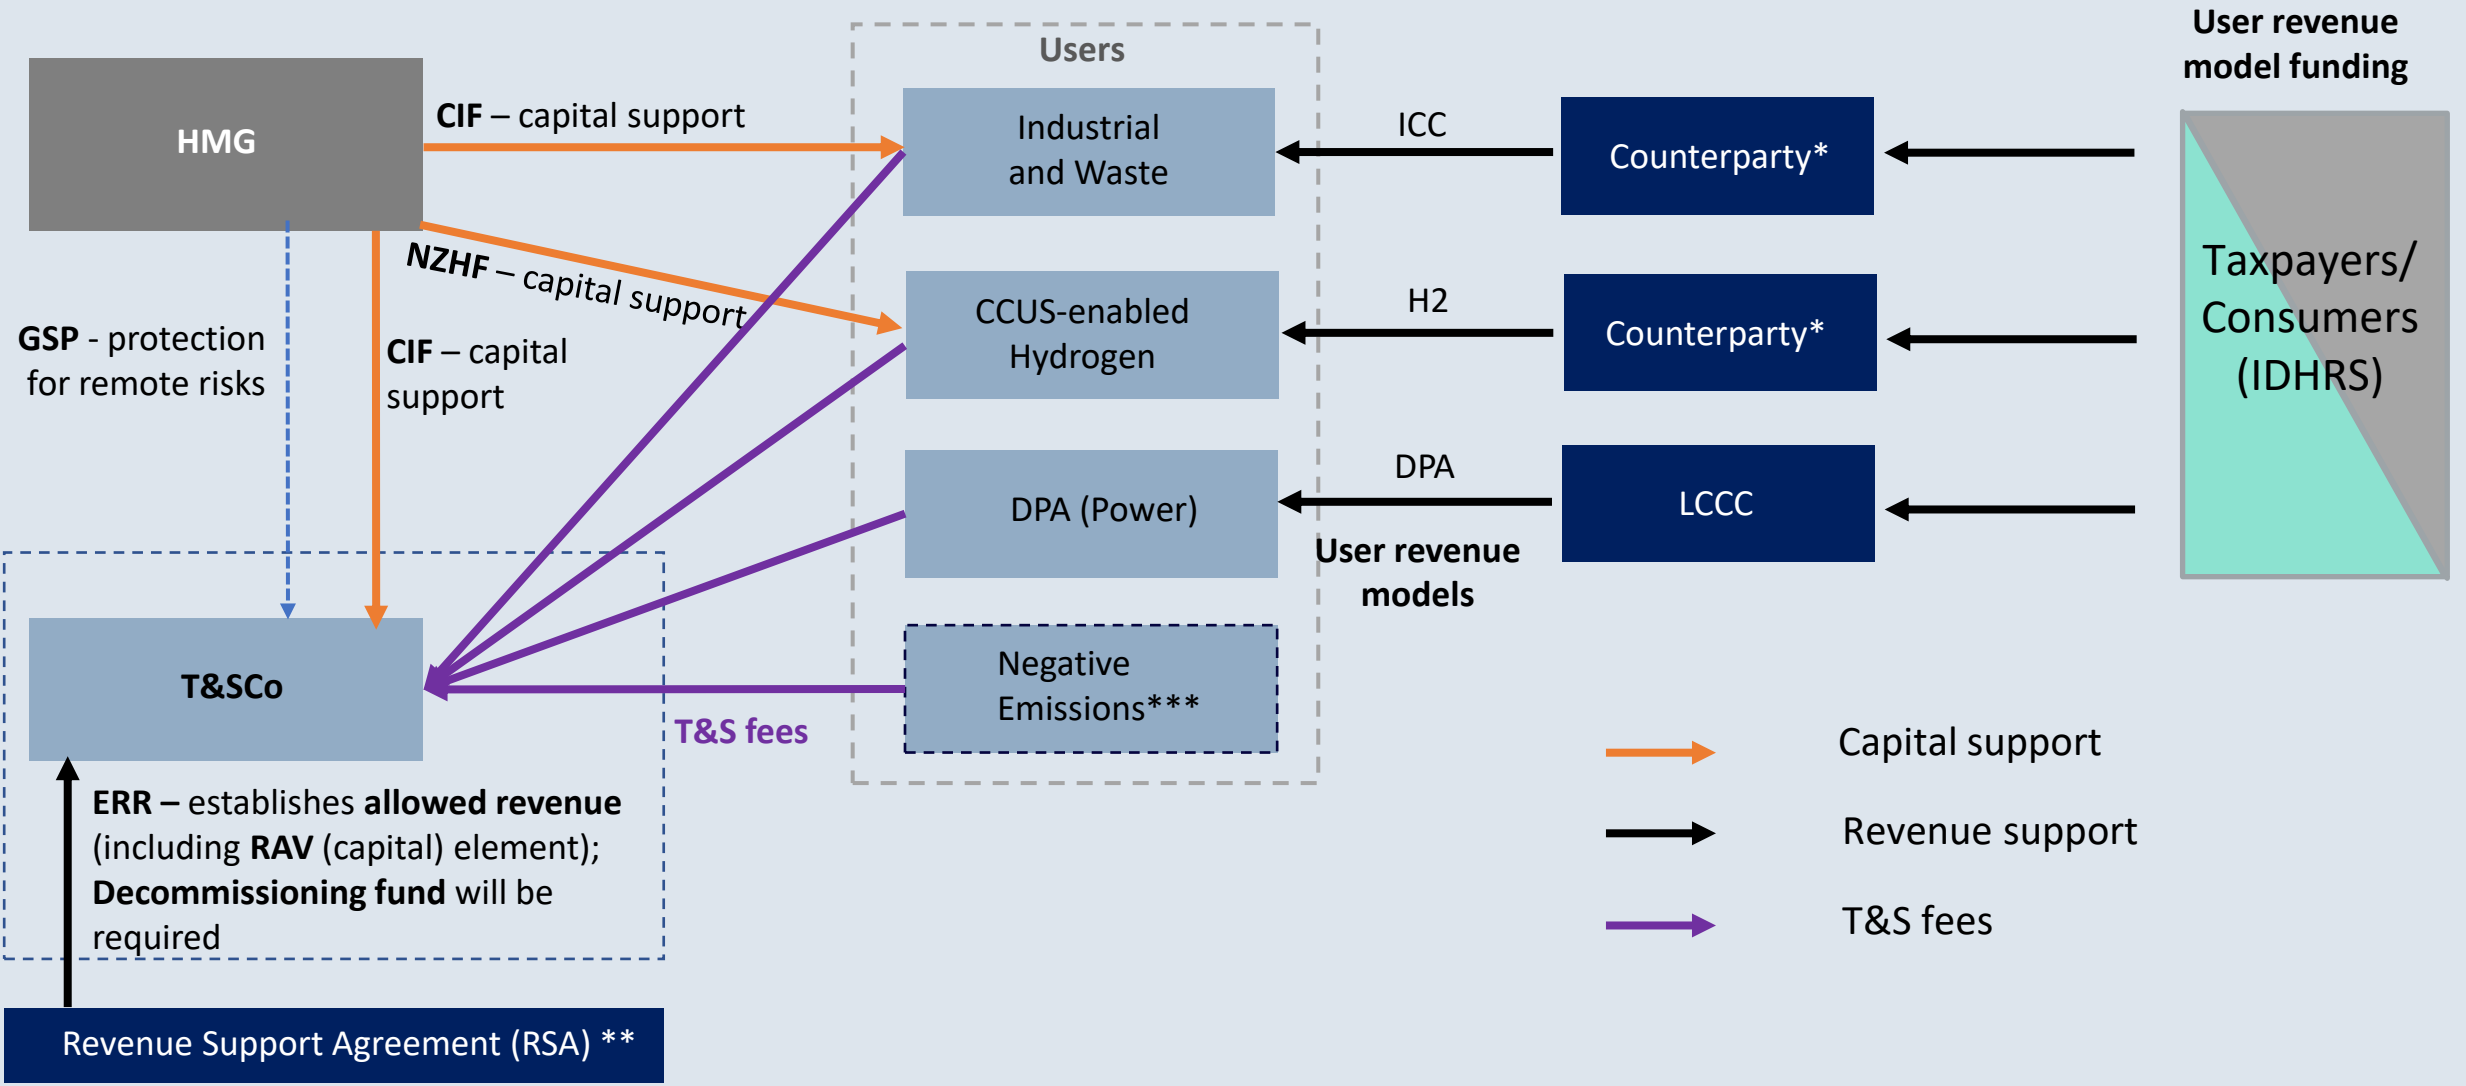 User revenue
model funding
Users
HMG
CIF – capital support
Industrial
and Waste
ICC
Counterparty*
NZHF – capital support
GSP - protection
for remote risks
CIF – capital
support
CCUS-enabled
Hydrogen
H2
Counterparty*
Taxpayers/
Consumers
(IDHRS)
DPA (Power)
DPA
LCCC
User revenue
models
T&SCo
Negative
Emissions***
T&S fees
ERR – establishes allowed revenue
(including RAV (capital) element);
Decommissioning fund will be
required
Revenue Support Agreement (RSA) **
Capital support
Revenue support
T&S fees